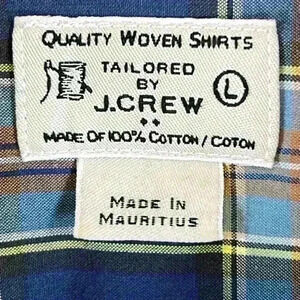 QUALITY WOVEN SHIRTS
TAILORED
BY
L
J.CREW
MADE OF 100% COTTON / COTON
MADE IN
MAURITIUS